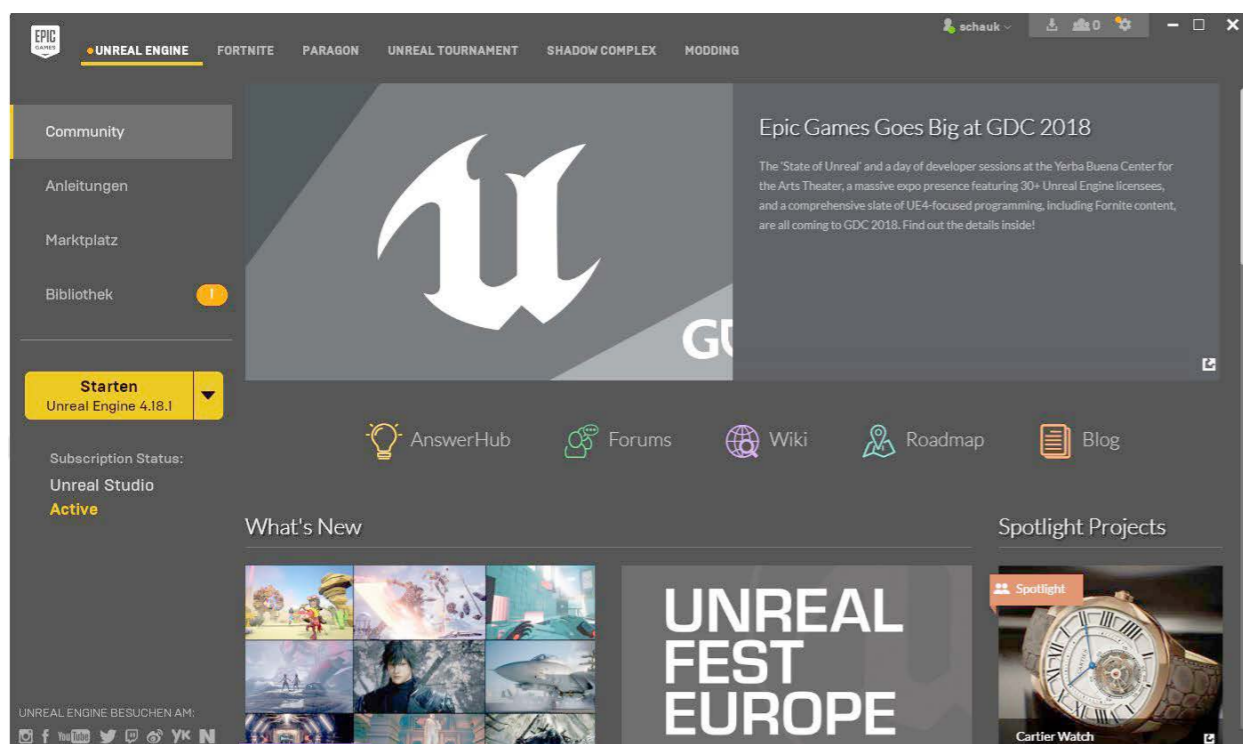 EPIC
GAMES
UNREAL ENGINE
FORTNITE
PARAGON
UNREAL TOURNAMENT
SHADOW COMPLEX
MODDING
schauk
0
Community
Anleitungen
Marktplatz
Bibliothek
!
Starten
Unreal Engine 4.18.1
Subscription Status:
Unreal Studio
Active
UNREAL ENGINE BESUCHEN AM:
You Tube
Epic Games Goes Big at GDC 2018
The 'State of Unreal' and a day of developer sessions at the Yerba Buena Center for
the Arts Theater, a massive expo presence featuring 30+ Unreal Engine licensees,
and a comprehensive slate of UE4-focused programming, including Fornite content,
are all coming to GDC 2018. Find out the details inside!
AnswerHub
Forums
Wiki
Roadmap
Blog
What's New
UNREAL
FEST
EUROPE
Spotlight Projects
Spotlight
Cartier Watch